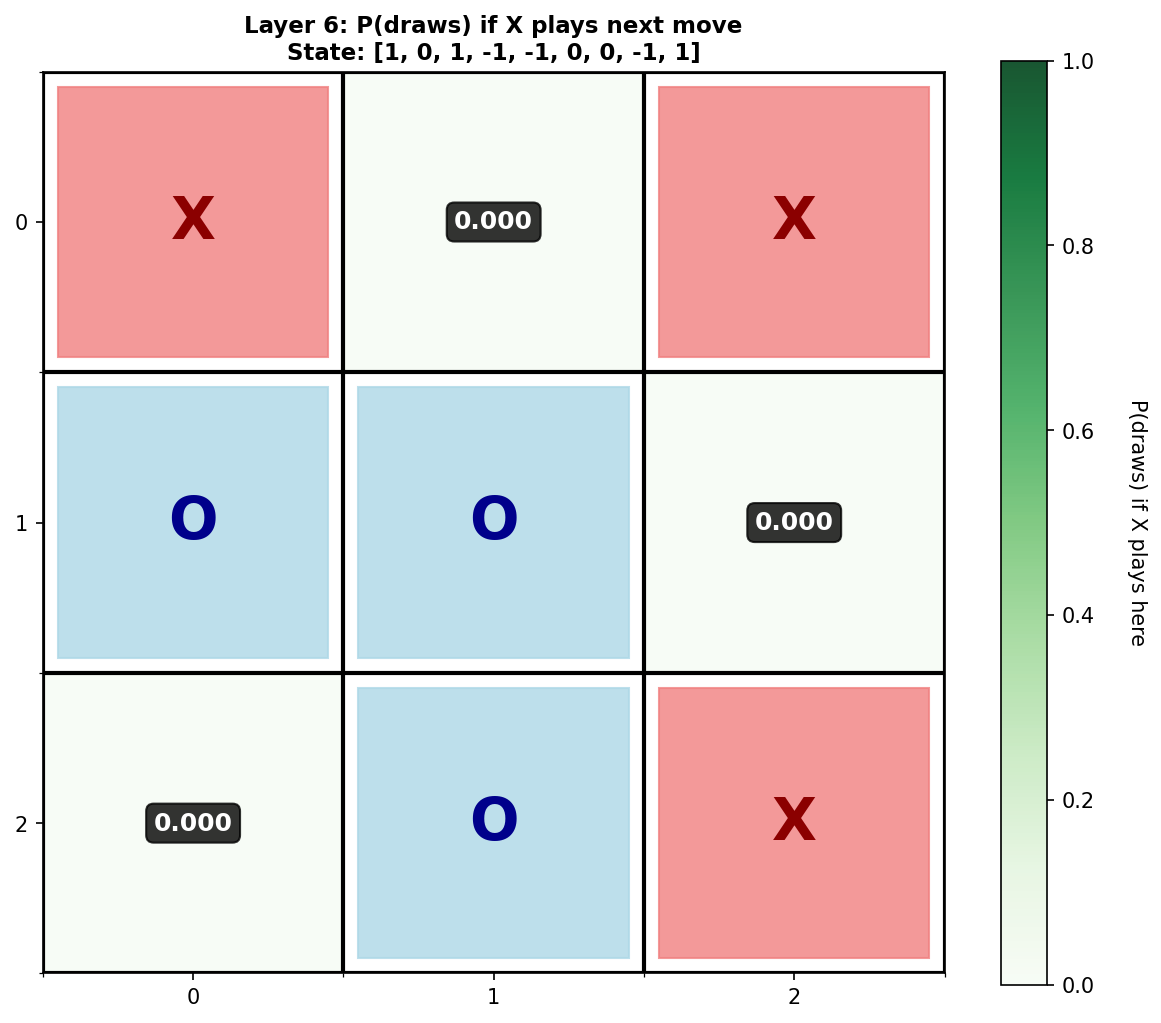 Layer 6: P(draws) if X plays next move
State: [1, 0, 1, -1, -1, 0, 0, -1, 1]
1.0
0.8
0.6
0.4
0.2
0.0
P(draws) if X plays here
0
X
0.000
X
1
O
O
0.000
2
0.000
O
X
0
1
2